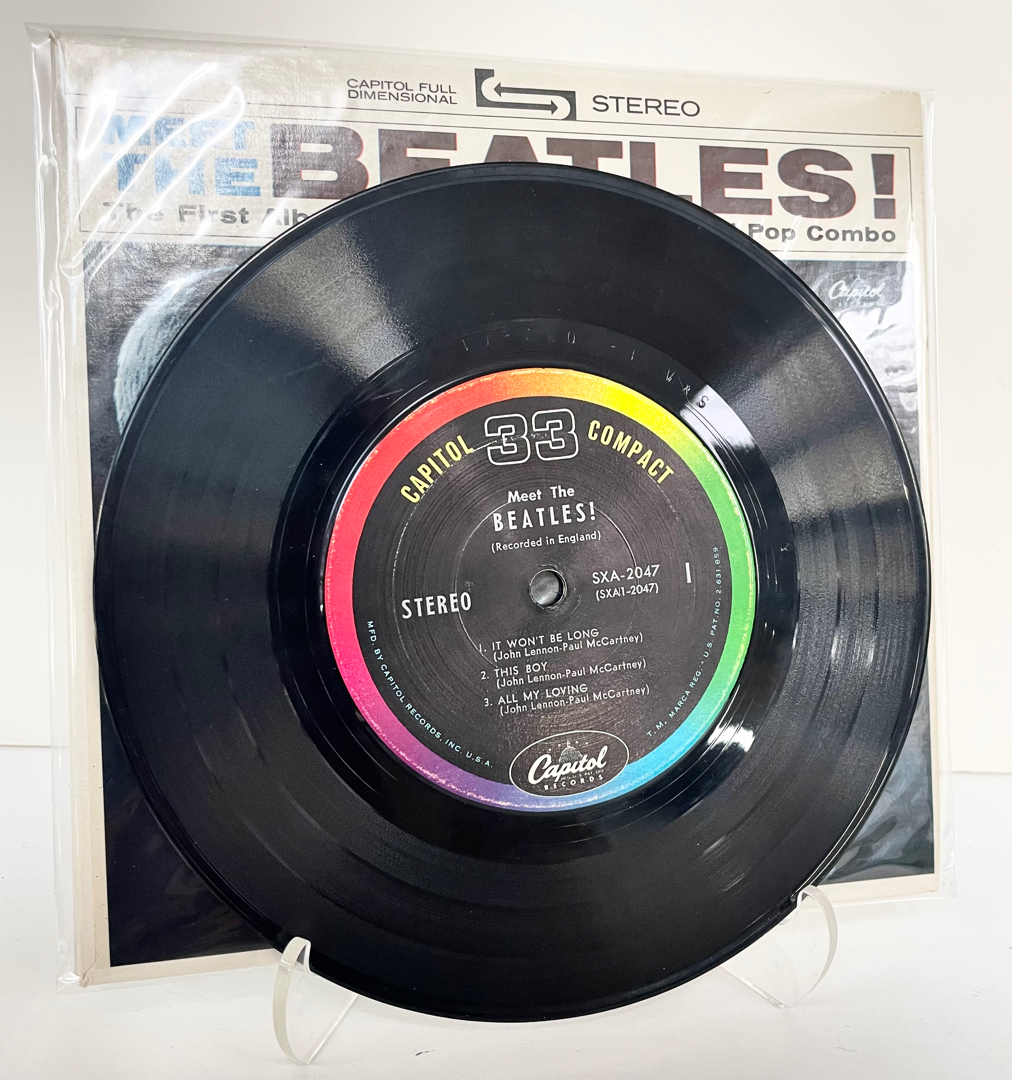 CAPITOL FULL
DIMENSIONAL
STEREO
MEET
THE BEATLES!
The First Alb
Pop Combo
Capitol
W R S
CAPITOL 33 COMPACT
Meet The
BEATLES!
(Recorded in England)
SXA-2047
(SXA1-2047)
1
STEREO
1. IT WON'T BE LONG
(John Lennon-Paul McCartney)
2. THIS BOY
(John Lennon-Paul McCartney)
3. ALL MY LOVING
(John Lennon-Paul McCartney)
MFD. BY CAPITOL RECORDS, INC. U.S.A.
T.M. MARCA REG. • U.S. PAT. NO. 2,631,859
Capitol
RECORDS